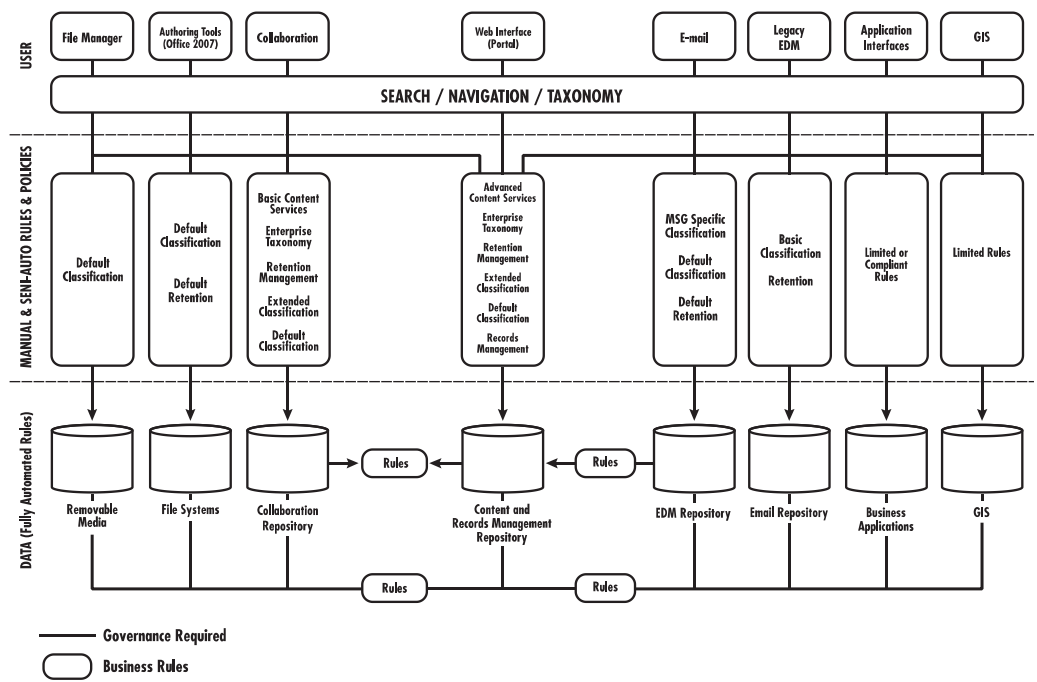 USER
File Manager
Authoring Tools
(Office 2007)
Collaboration
Web Interface
(Portal)
E-mail
Legacy
EDM
Application
Interfaces
GIS
SEARCH / NAVIGATION / TAXONOMY
MANUAL & SENI-AUTO RULES & POLICIES
Default
Classification
Default
Classification
Default
Retention
Basic Content
Services
Enterprise
Taxonomy
Retention
Management
Extended
Classification
Default
Classification
Advanced
Content Services
Enterprise
Taxonomy
Retention
Management
Extended
Classification
Default
Classification
Records
Management
MSG Specific
Classification
Default
Classification
Default
Retention
Basic
Classification
Retention
Limited or
Compliant
Rules
Limited Rules
DATA (Fully Automated Rules)
Rules
Rules
Removable
Media
File Systems
Collaboration
Repository
Content and
Records Management
Repository
EDM Repository
Email Repository
Business
Applications
GIS
Rules
Rules
Governance Required
Business Rules